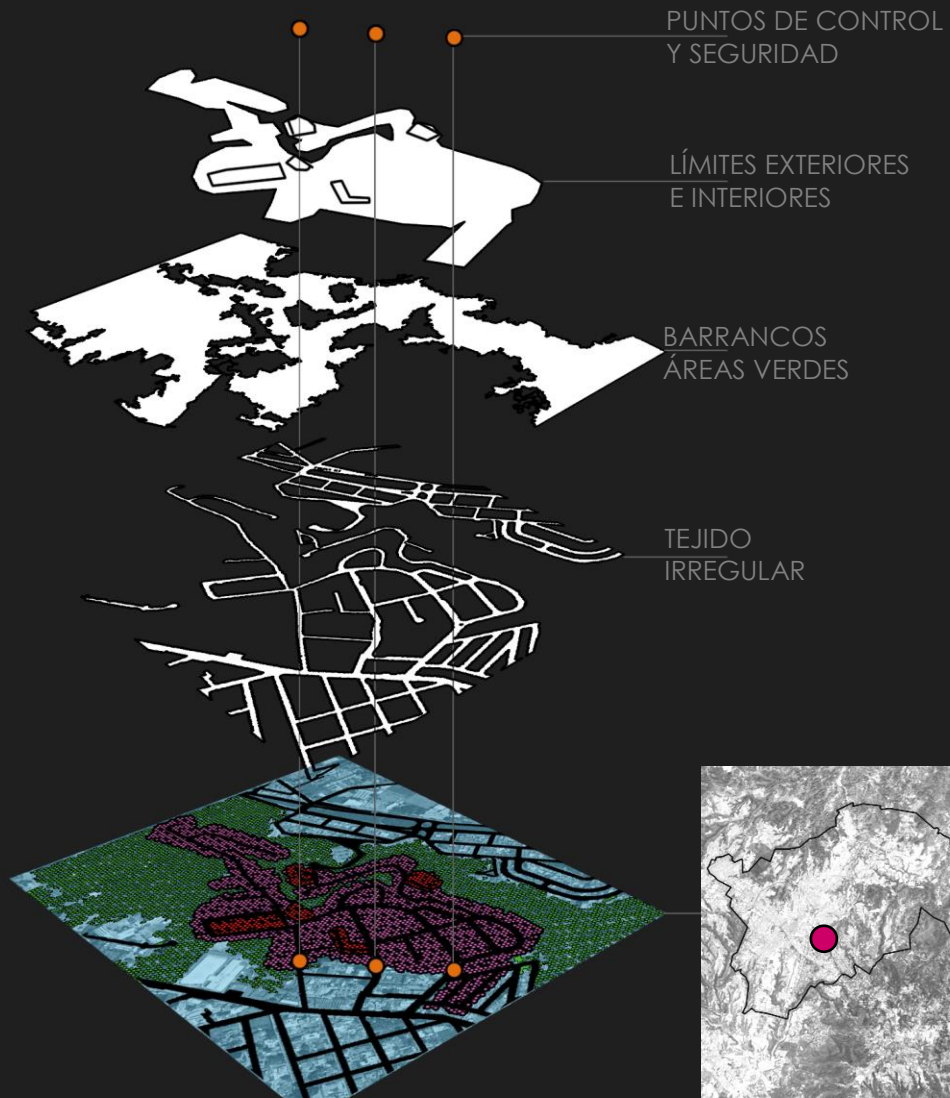 PUNTOS DE CONTROL
Y SEGURIDAD
LÍMITES EXTERIORES
E INTERIORES
BARRANCOS
ÁREAS VERDES
TEJIDO
IRREGULAR